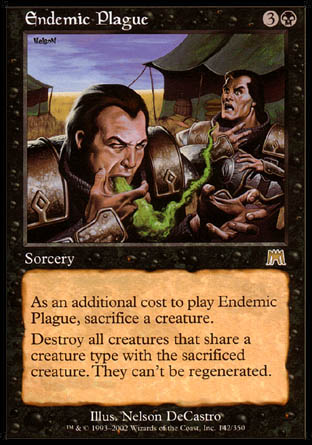 Endemic Plague 3
Nelson
Sorcery
As an additional cost to play Endemic
Plague, sacrifice a creature.
Destroy all creatures that share a
creature type with the sacrificed
creature. They can't be regenerated.
Illus. Nelson DeCastro
™ & © 1993–2002 Wizards of the Coast, Inc. 142/350